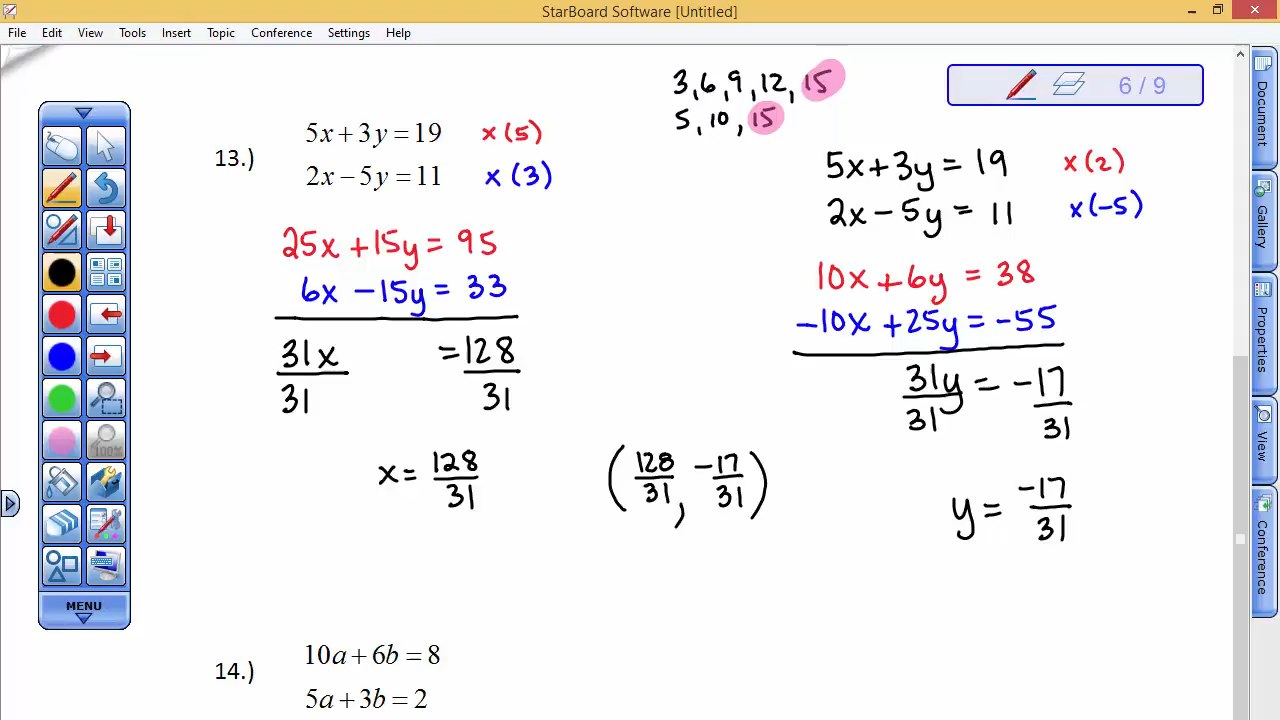 StarBoard Software [Untitled]
File Edit View Tools Insert Topic Conference Settings Help
3, 6, 9, 12, 15
5, 10, 15
6 / 9
13.)
5x + 3y = 19 x (5)
2x − 5y = 11 x (3)
25x + 15y = 95
6x − 15y = 33
31x = 128
31 31
x = 128/31
(128/31, −17/31)
5x + 3y = 19 x (2)
2x − 5y = 11 x (−5)
10x + 6y = 38
−10x + 25y = −55
31y = −17
31 31
y = −17/31
14.)
10a + 6b = 8
5a + 3b = 2
100%
MENU
Document
Gallery
Properties
View
Conference